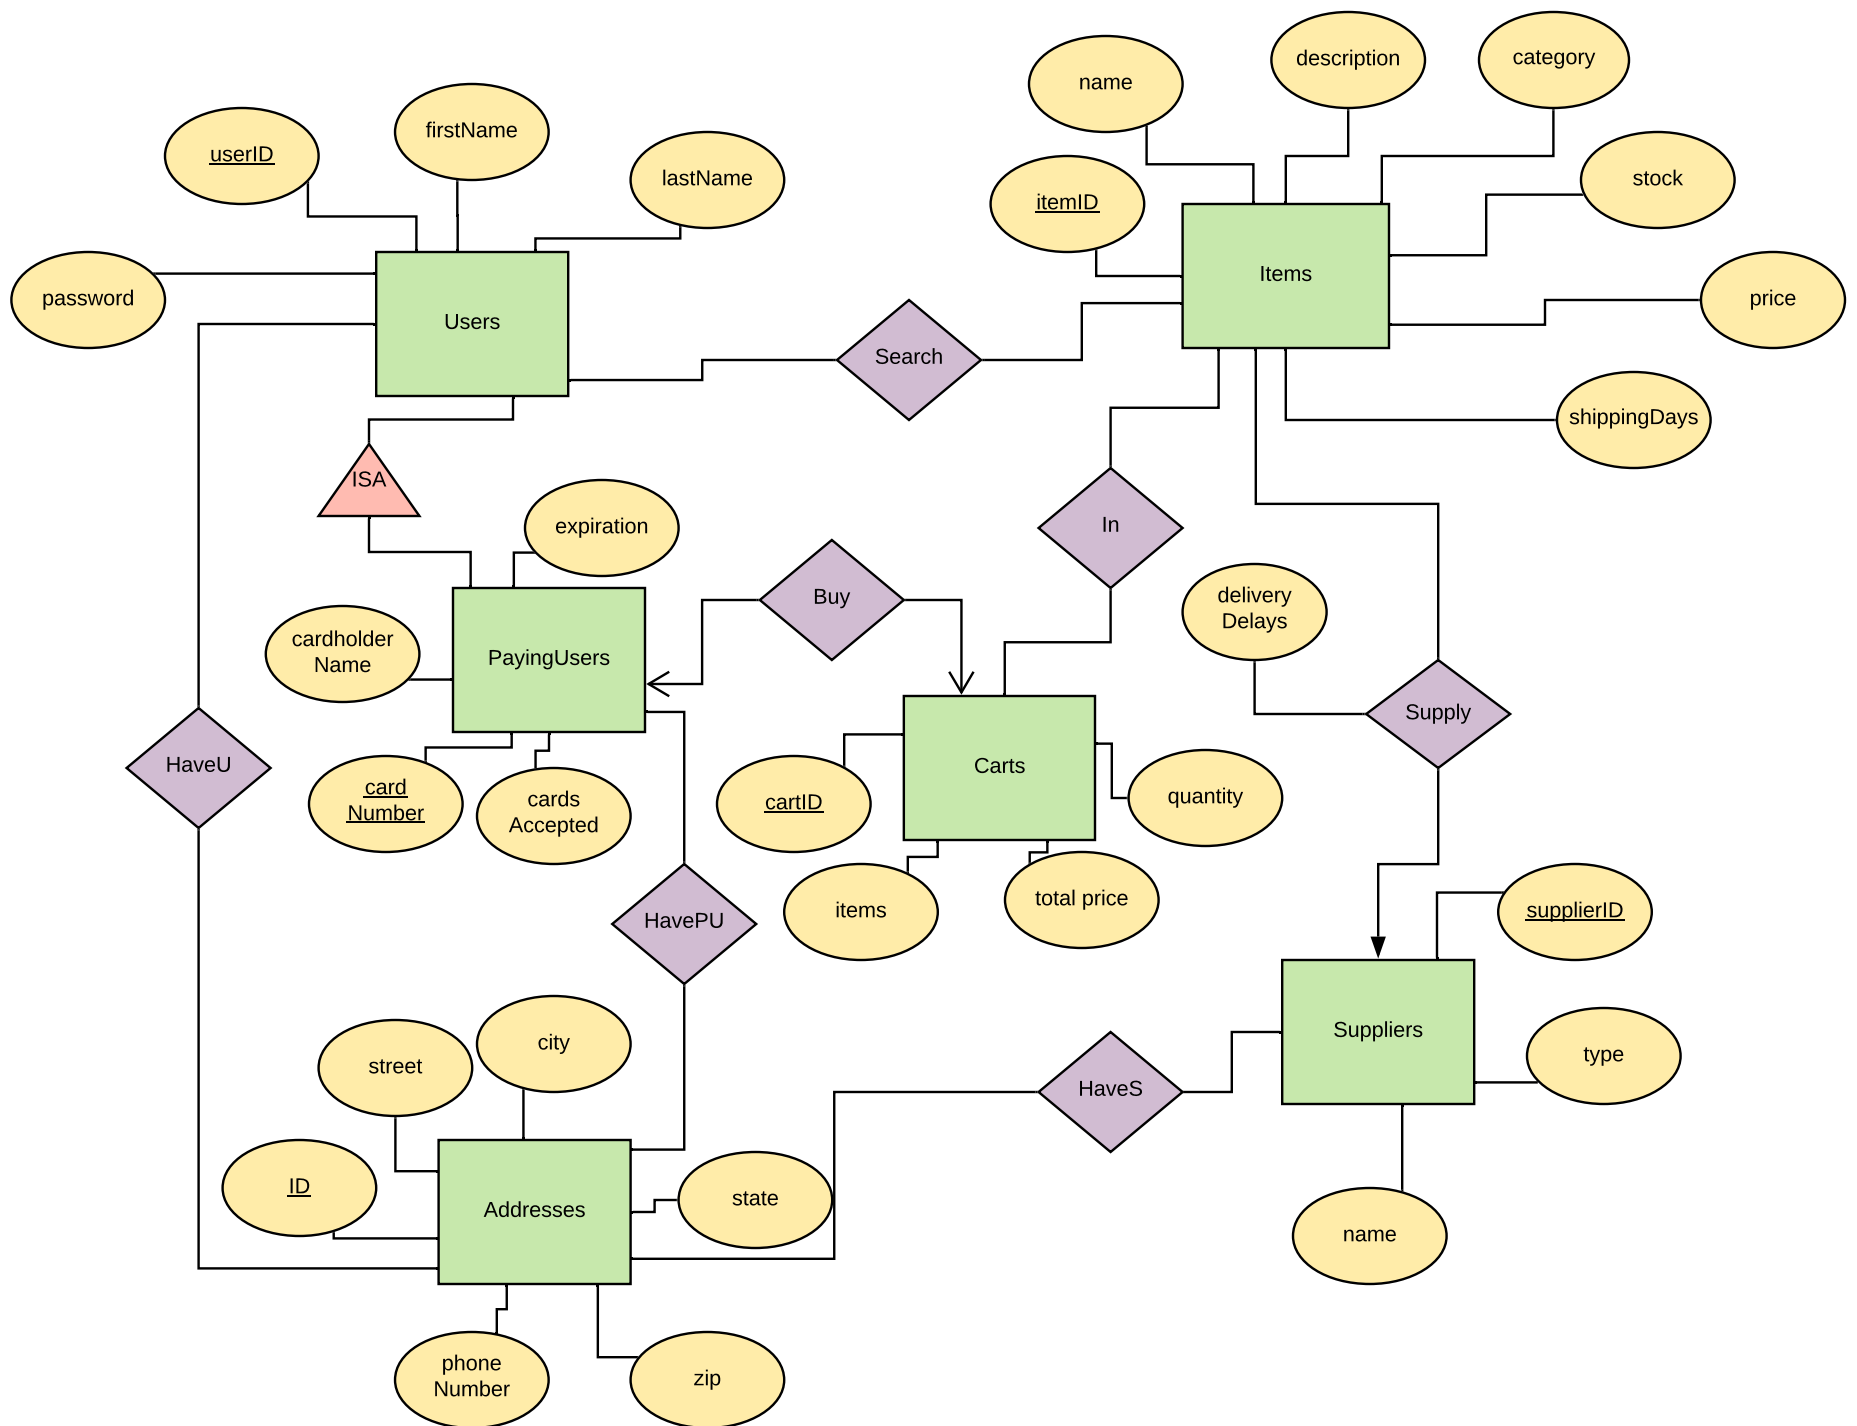 description
category
name
firstName
userID
lastName
stock
itemID
Items
password
price
Users
Search
shippingDays
ISA
In
expiration
Buy
delivery
Delays
cardholder
Name
PayingUsers
Supply
HaveU
Carts
card
Number
cards
Accepted
cartID
quantity
total price
items
supplierID
HavePU
Suppliers
city
type
street
HaveS
ID
state
Addresses
name
phone
Number
zip